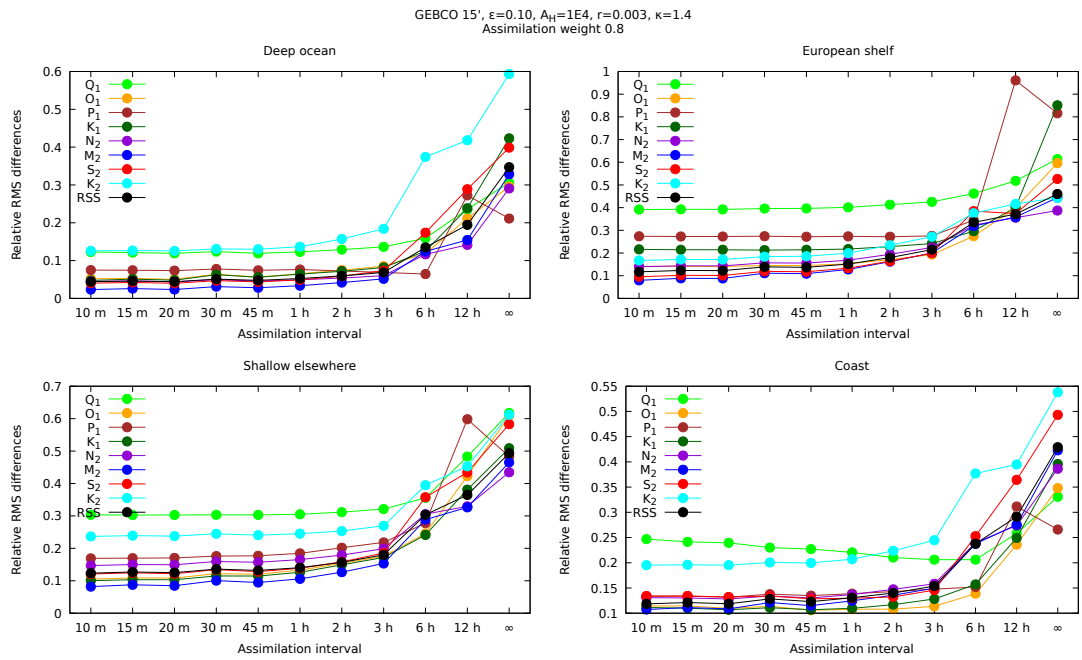 GEBCO 15', ε=0.10, A_H=1E4, r=0.003, κ=1.4
Assimilation weight 0.8
Deep ocean
Relative RMS differences
0.6
0.5
0.4
0.3
0.2
0.1
0
Q1
O1
P1
K1
N2
M2
S2
K2
RSS
10 m 15 m 20 m 30 m 45 m 1 h 2 h 3 h 6 h 12 h ∞
Assimilation interval
European shelf
Relative RMS differences
1
0.9
0.8
0.7
0.6
0.5
0.4
0.3
0.2
0.1
0
Q1
O1
P1
K1
N2
M2
S2
K2
RSS
10 m 15 m 20 m 30 m 45 m 1 h 2 h 3 h 6 h 12 h ∞
Assimilation interval
Shallow elsewhere
Relative RMS differences
0.7
0.6
0.5
0.4
0.3
0.2
0.1
0
Q1
O1
P1
K1
N2
M2
S2
K2
RSS
10 m 15 m 20 m 30 m 45 m 1 h 2 h 3 h 6 h 12 h ∞
Assimilation interval
Coast
Relative RMS differences
0.55
0.5
0.45
0.4
0.35
0.3
0.25
0.2
0.15
0.1
Q1
O1
P1
K1
N2
M2
S2
K2
RSS
10 m 15 m 20 m 30 m 45 m 1 h 2 h 3 h 6 h 12 h ∞
Assimilation interval